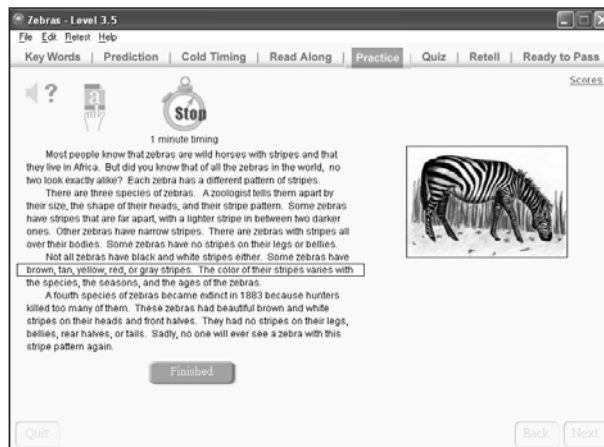 Zebras - Level 3.5
File Edit Retest Help
Key Words | Prediction | Cold Timing | Read Along | Practice | Quiz | Retell | Ready to Pass
Scores
?
a
Stop
1 minute timing
Most people know that zebras are wild horses with stripes and that
they live in Africa. But did you know that of all the zebras in the world, no
two look exactly alike? Each zebra has a different pattern of stripes.
There are three species of zebras. A zoologist tells them apart by
their size, the shape of their heads, and their stripe pattern. Some zebras
have stripes that are far apart, with a lighter stripe in between two darker
ones. Other zebras have narrow stripes. There are zebras with stripes all
over their bodies. Some zebras have no stripes on their legs or bellies.
Not all zebras have black and white stripes either. Some zebras have
brown, tan, yellow, red, or gray stripes. The color of their stripes varies with
the species, the seasons, and the ages of the zebras.
A fourth species of zebras became extinct in 1883 because hunters
killed too many of them. These zebras had beautiful brown and white
stripes on their heads and front halves. They had no stripes on their legs,
bellies, rear halves, or tails. Sadly, no one will ever see a zebra with this
stripe pattern again.
Finished
Quit
Back
Next